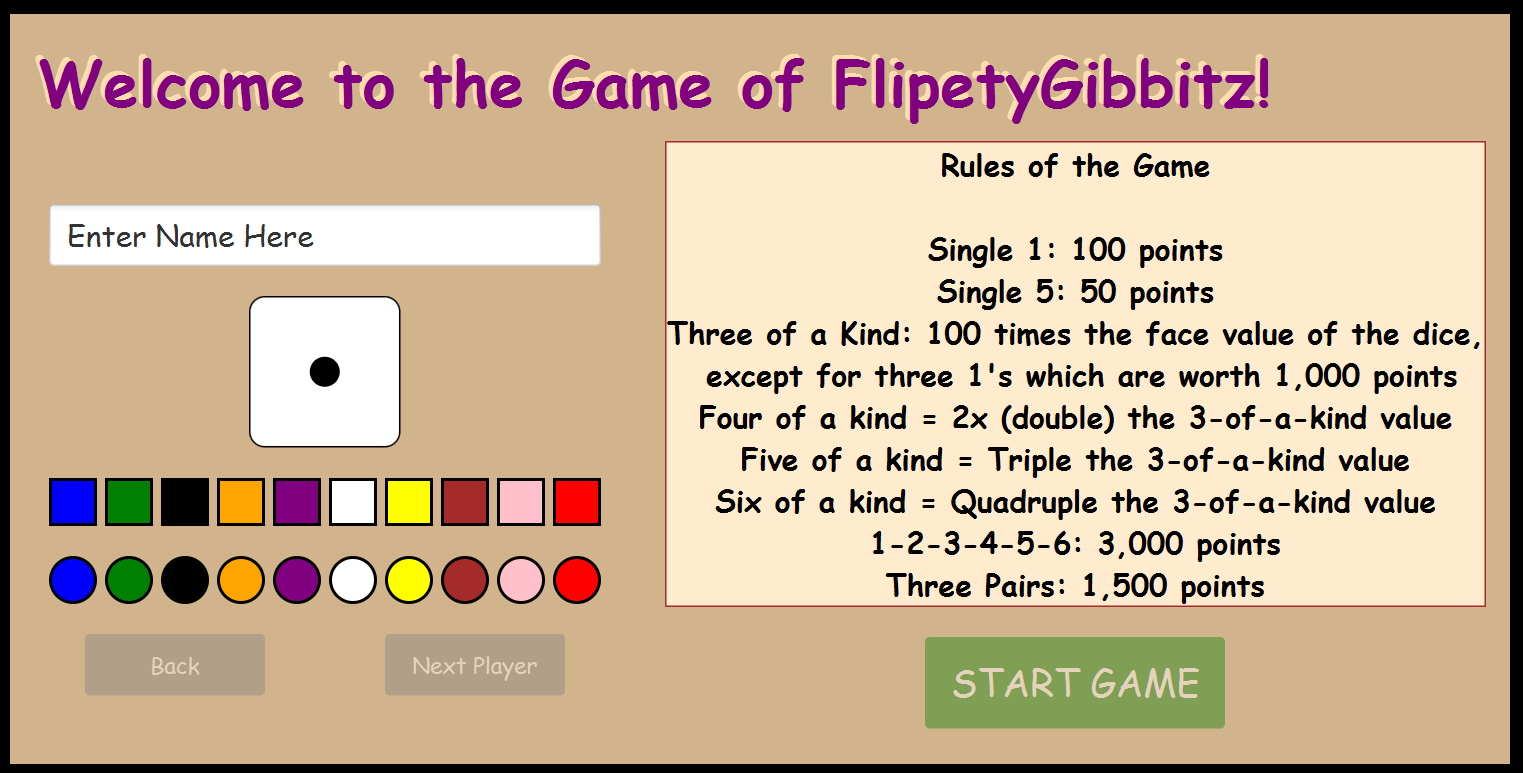 Welcome to the Game of FlipetyGibbitz!
Enter Name Here
Back
Next Player
Rules of the Game
Single 1: 100 points
Single 5: 50 points
Three of a Kind: 100 times the face value of the dice,
except for three 1's which are worth 1,000 points
Four of a kind = 2x (double) the 3-of-a-kind value
Five of a kind = Triple the 3-of-a-kind value
Six of a kind = Quadruple the 3-of-a-kind value
1-2-3-4-5-6: 3,000 points
Three Pairs: 1,500 points
START GAME